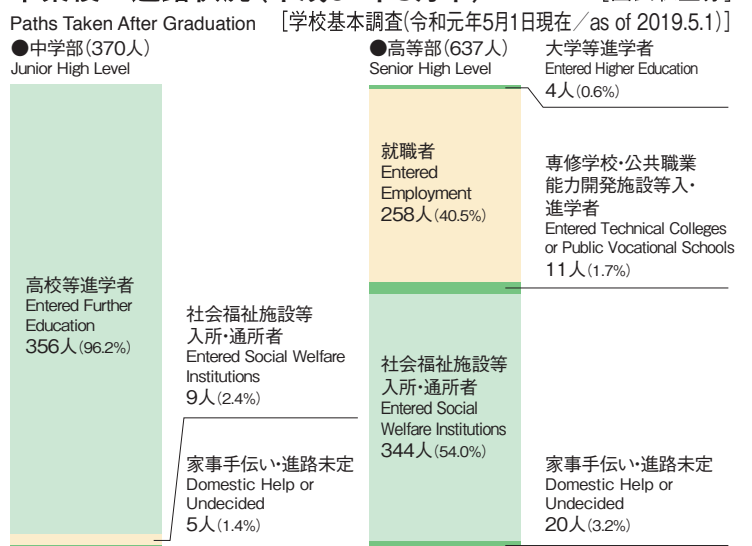 Paths Taken After Graduation [学校基本調査(令和元年5月1日現在／as of 2019.5.1)]
●中学部(370人)
Junior High Level
高校等進学者
Entered Further
Education
356人(96.2%)
社会福祉施設等
入所・通所者
Entered Social Welfare
Institutions
9人(2.4%)
家事手伝い・進路未定
Domestic Help or
Undecided
5人(1.4%)
●高等部(637人)
Senior High Level
就職者
Entered
Employment
258人(40.5%)
社会福祉施設等
入所・通所者
Entered Social
Welfare Institutions
344人(54.0%)
大学等進学者
Entered Higher Education
4人(0.6%)
専修学校・公共職業
能力開発施設等入・
進学者
Entered Technical Colleges
or Public Vocational Schools
11人(1.7%)
家事手伝い・進路未定
Domestic Help or
Undecided
20人(3.2%)